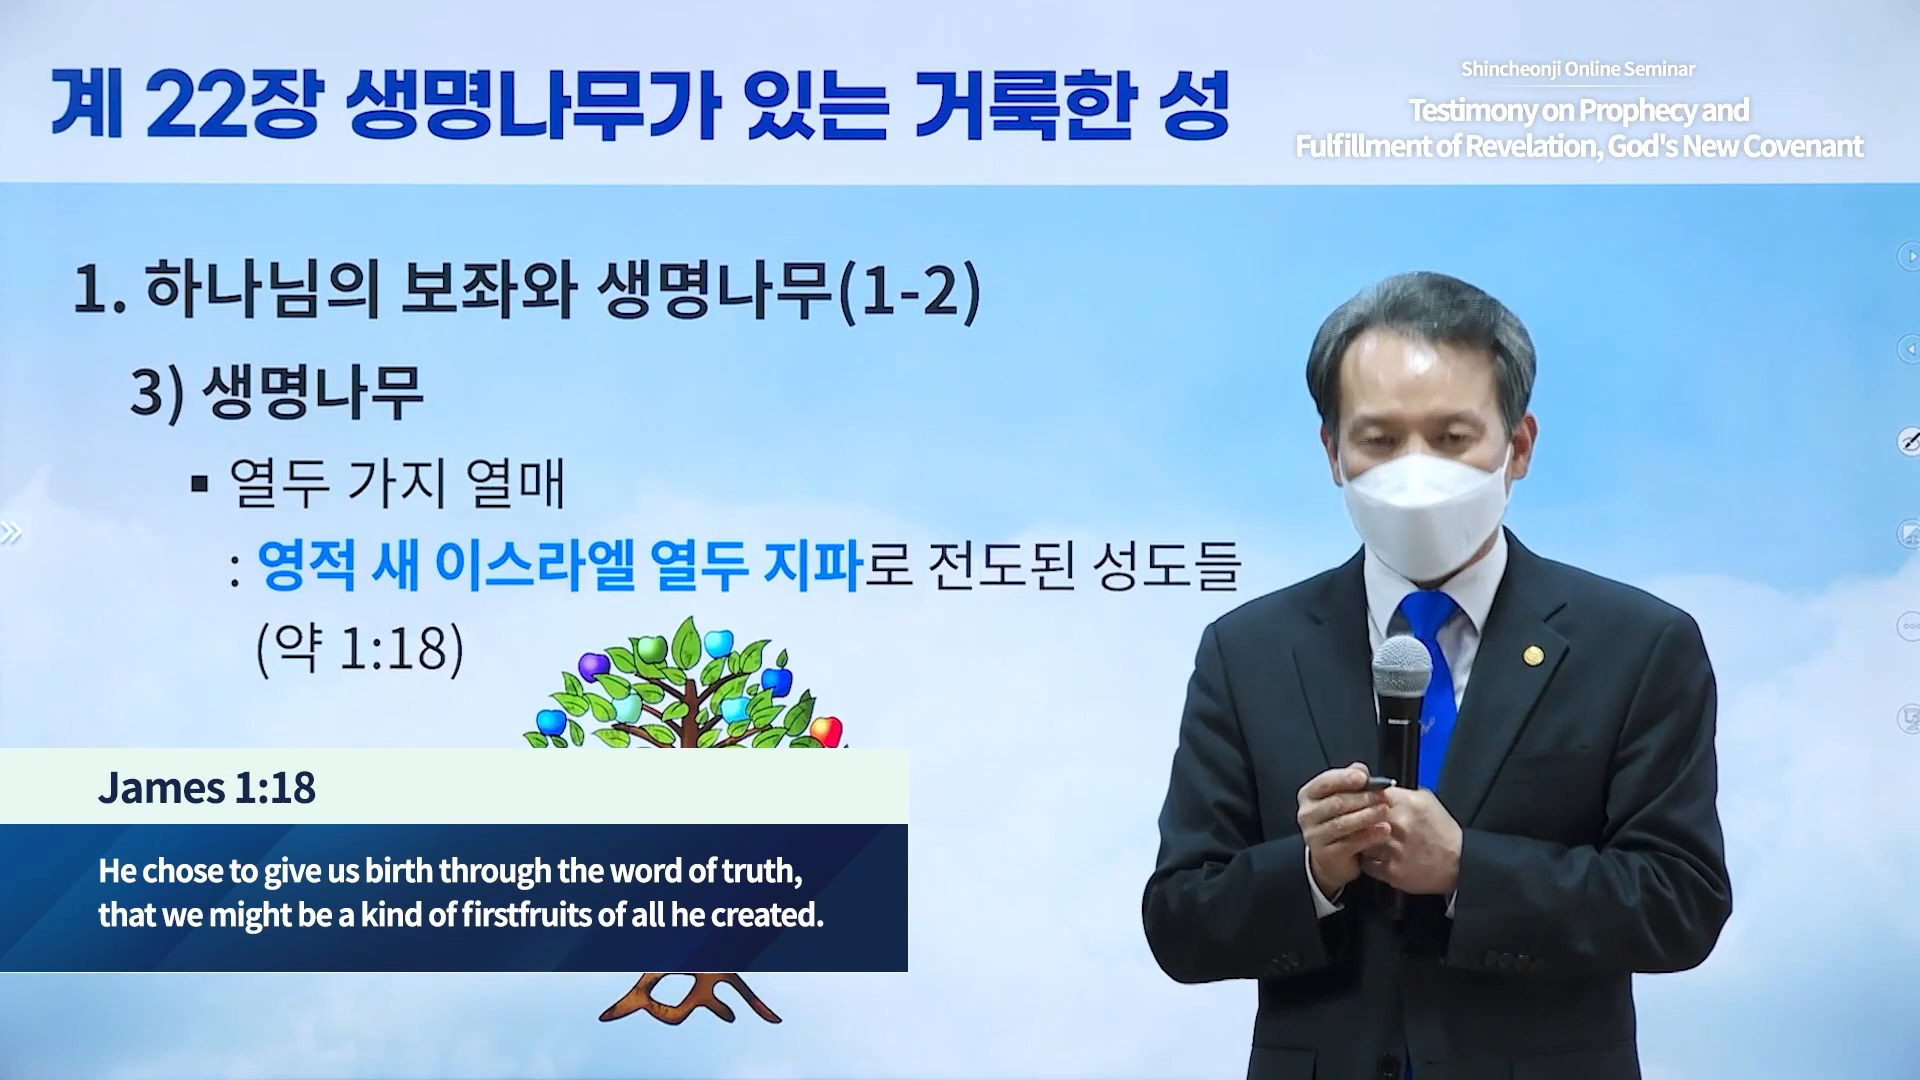 계 22장 생명나무가 있는 거룩한 성
Shincheonji Online Seminar
Testimony on Prophecy and
Fulfillment of Revelation, God's New Covenant
1. 하나님의 보좌와 생명나무(1-2)
3) 생명나무
▪ 열두 가지 열매
: 영적 새 이스라엘 열두 지파로 전도된 성도들
(약 1:18)
James 1:18
He chose to give us birth through the word of truth,
that we might be a kind of firstfruits of all he created.